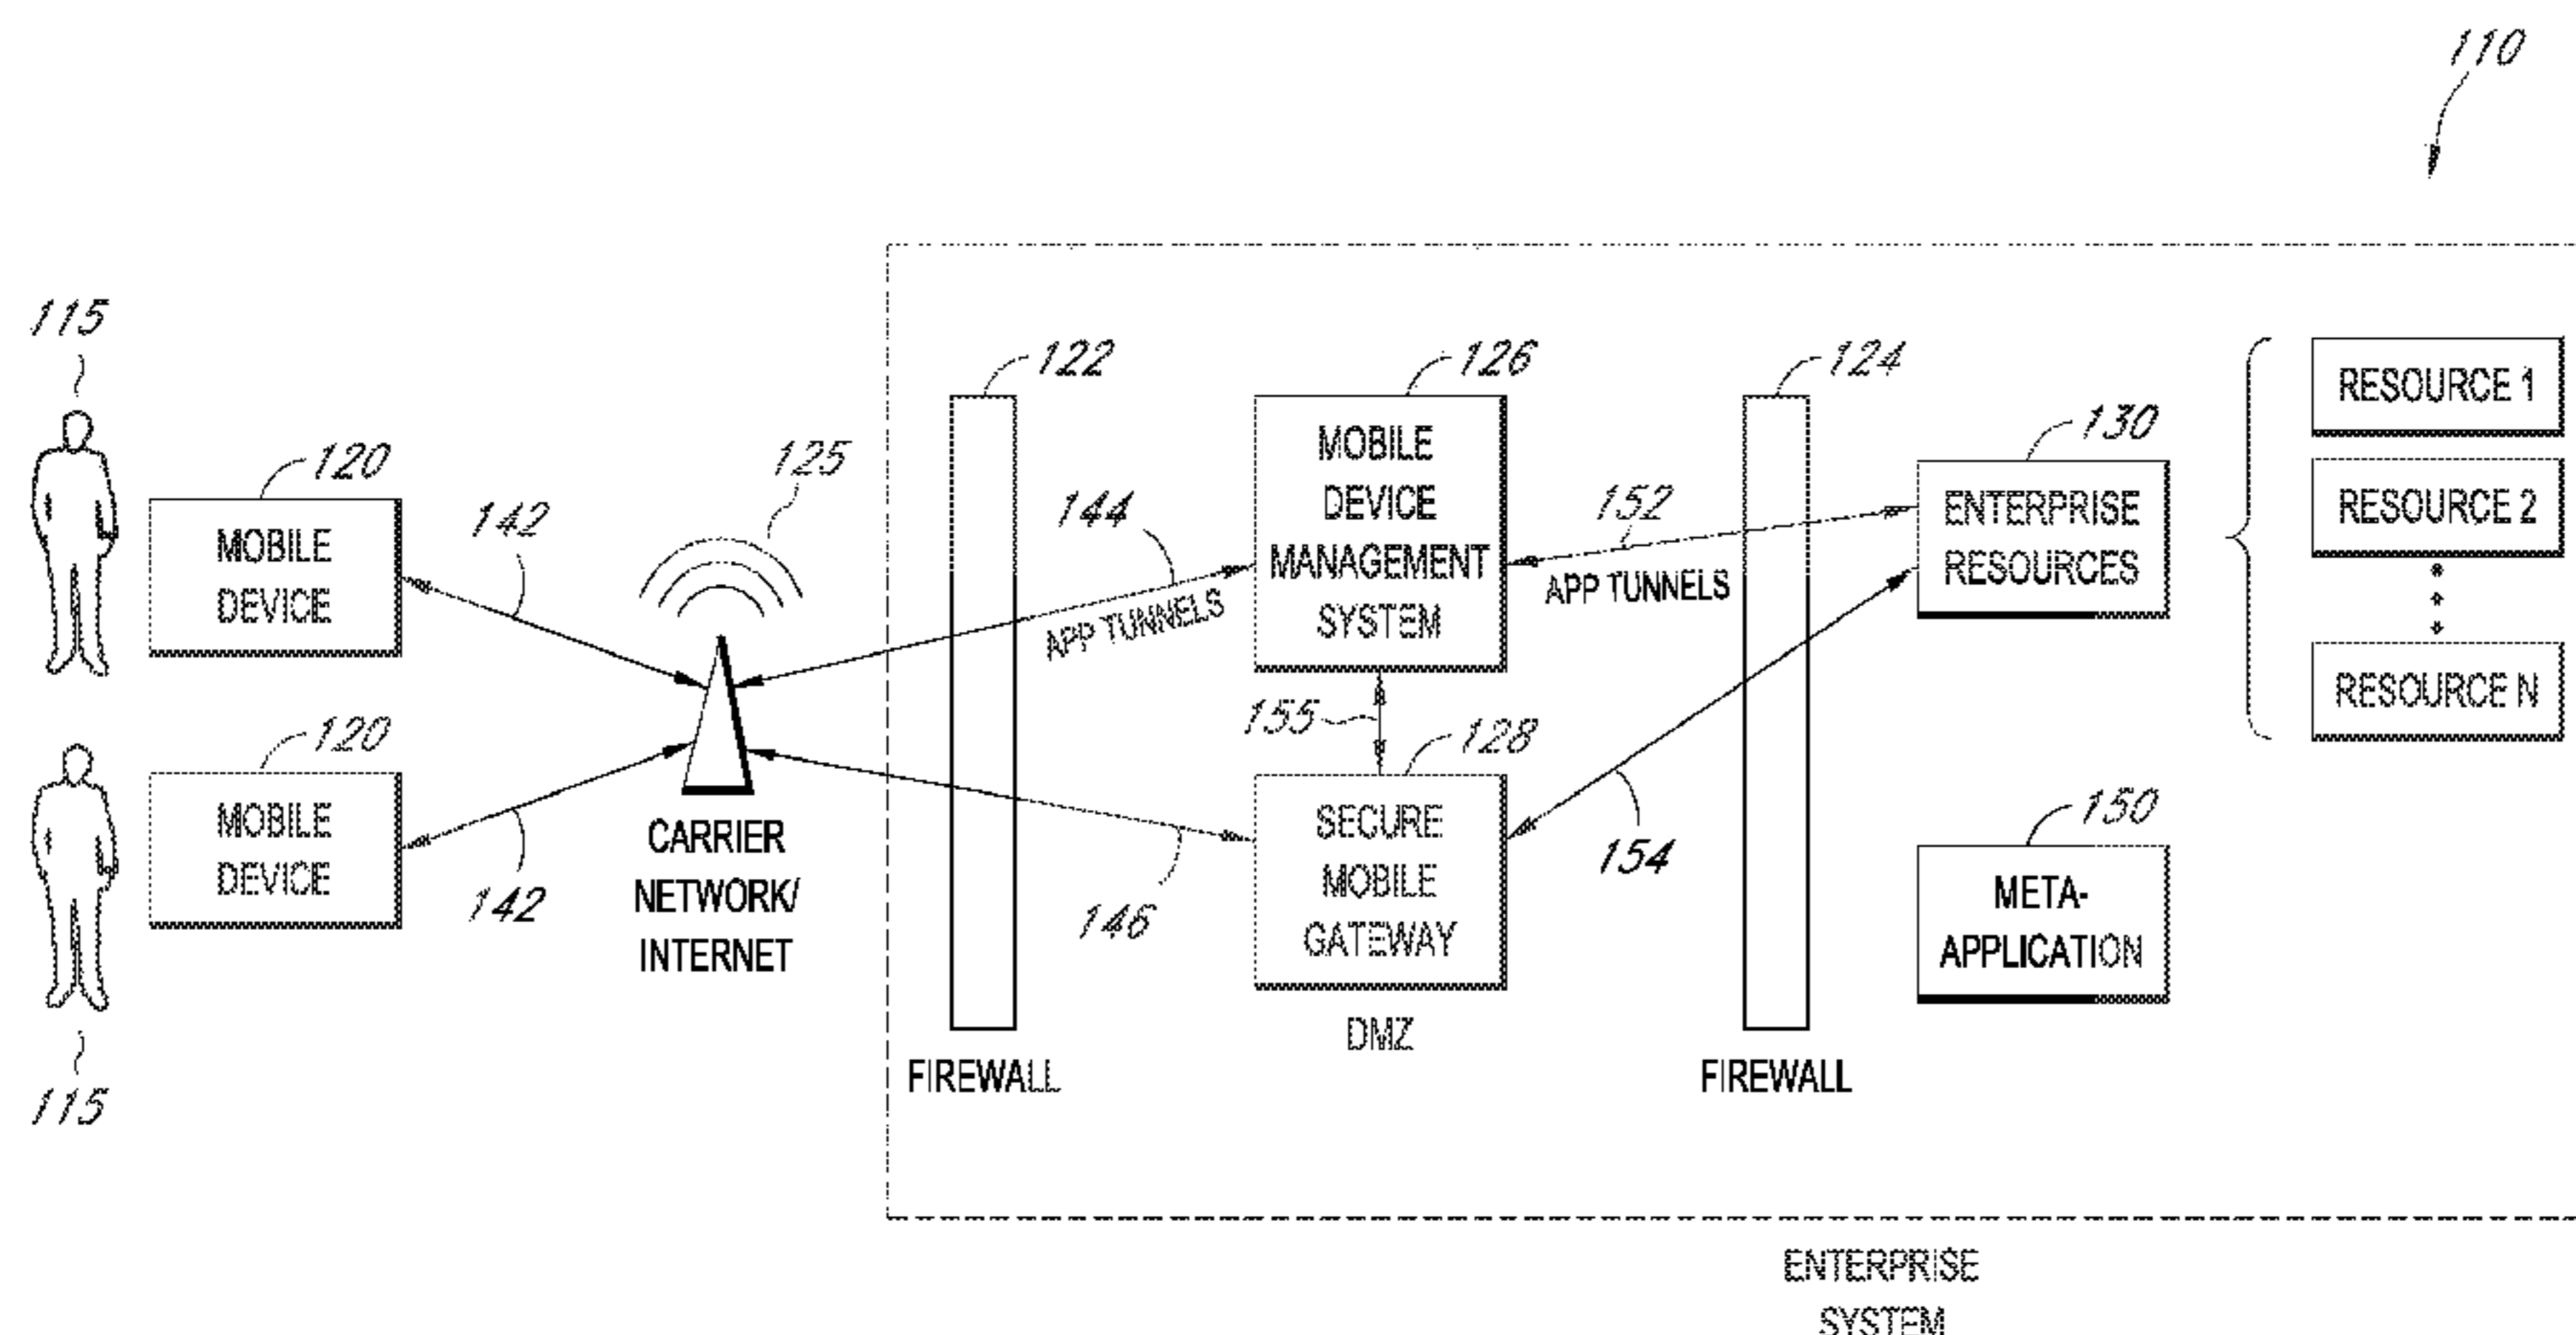 110
115
120
MOBILE
DEVICE
142
115
120
MOBILE
DEVICE
142
125
CARRIER
NETWORK/
INTERNET
122
FIREWALL
144
APP TUNNELS
146
126
MOBILE
DEVICE
MANAGEMENT
SYSTEM
155
128
SECURE
MOBILE
GATEWAY
DMZ
152
APP TUNNELS
154
124
FIREWALL
130
ENTERPRISE
RESOURCES
150
META-
APPLICATION
RESOURCE 1
RESOURCE 2
RESOURCE N
ENTERPRISE
SYSTEM